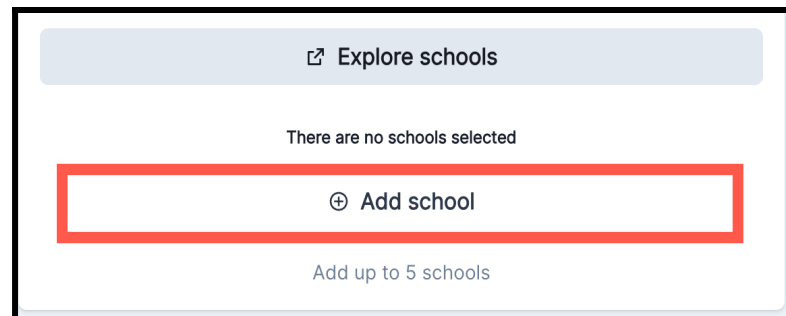 Explore schools
There are no schools selected
Add school
Add up to 5 schools